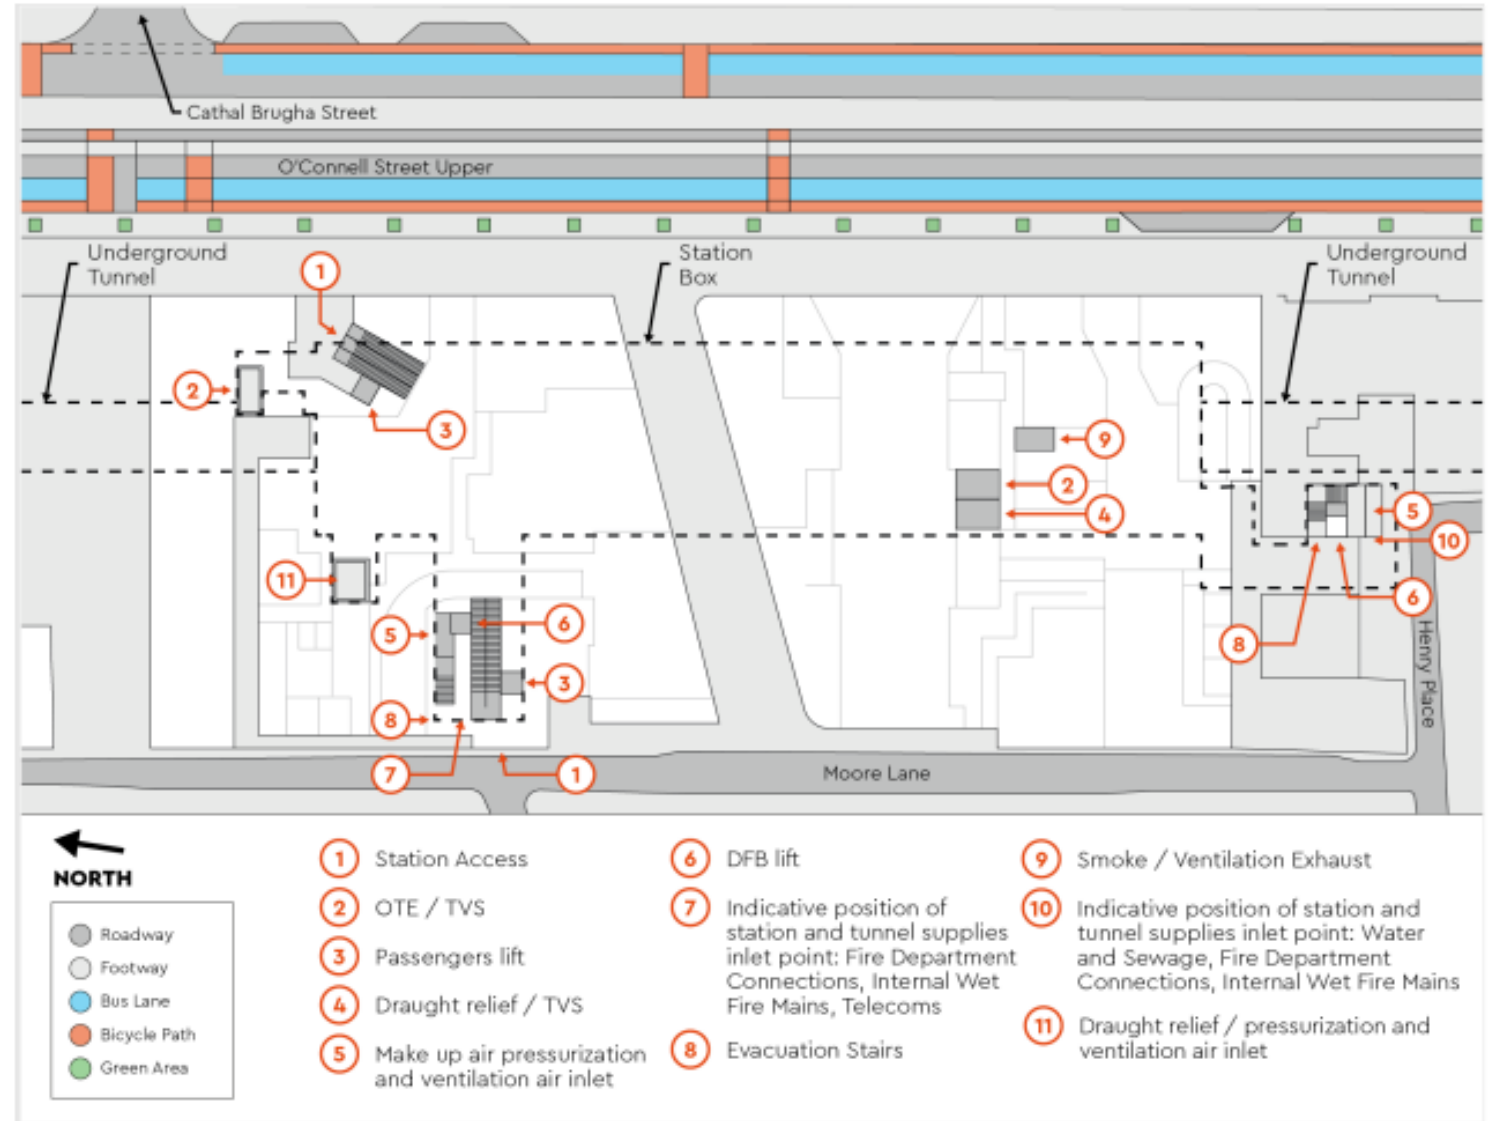 Cathal Brugha Street
O'Connell Street Upper
Underground
Tunnel
Station
Box
Underground
Tunnel
1
2
3
9
2
4
5
10
11
5
6
6
8
3
8
7
1
Henry Place
Moore Lane
NORTH
Roadway
Footway
Bus Lane
Bicycle Path
Green Area
1 Station Access
2 OTE / TVS
3 Passengers lift
4 Draught relief / TVS
5 Make up air pressurization
and ventilation air inlet
6 DFB lift
7 Indicative position of
station and tunnel supplies
inlet point: Fire Department
Connections, Internal Wet
Fire Mains, Telecoms
8 Evacuation Stairs
9 Smoke / Ventilation Exhaust
10 Indicative position of station and
tunnel supplies inlet point: Water
and Sewage, Fire Department
Connections, Internal Wet Fire Mains
11 Draught relief / pressurization and
ventilation air inlet